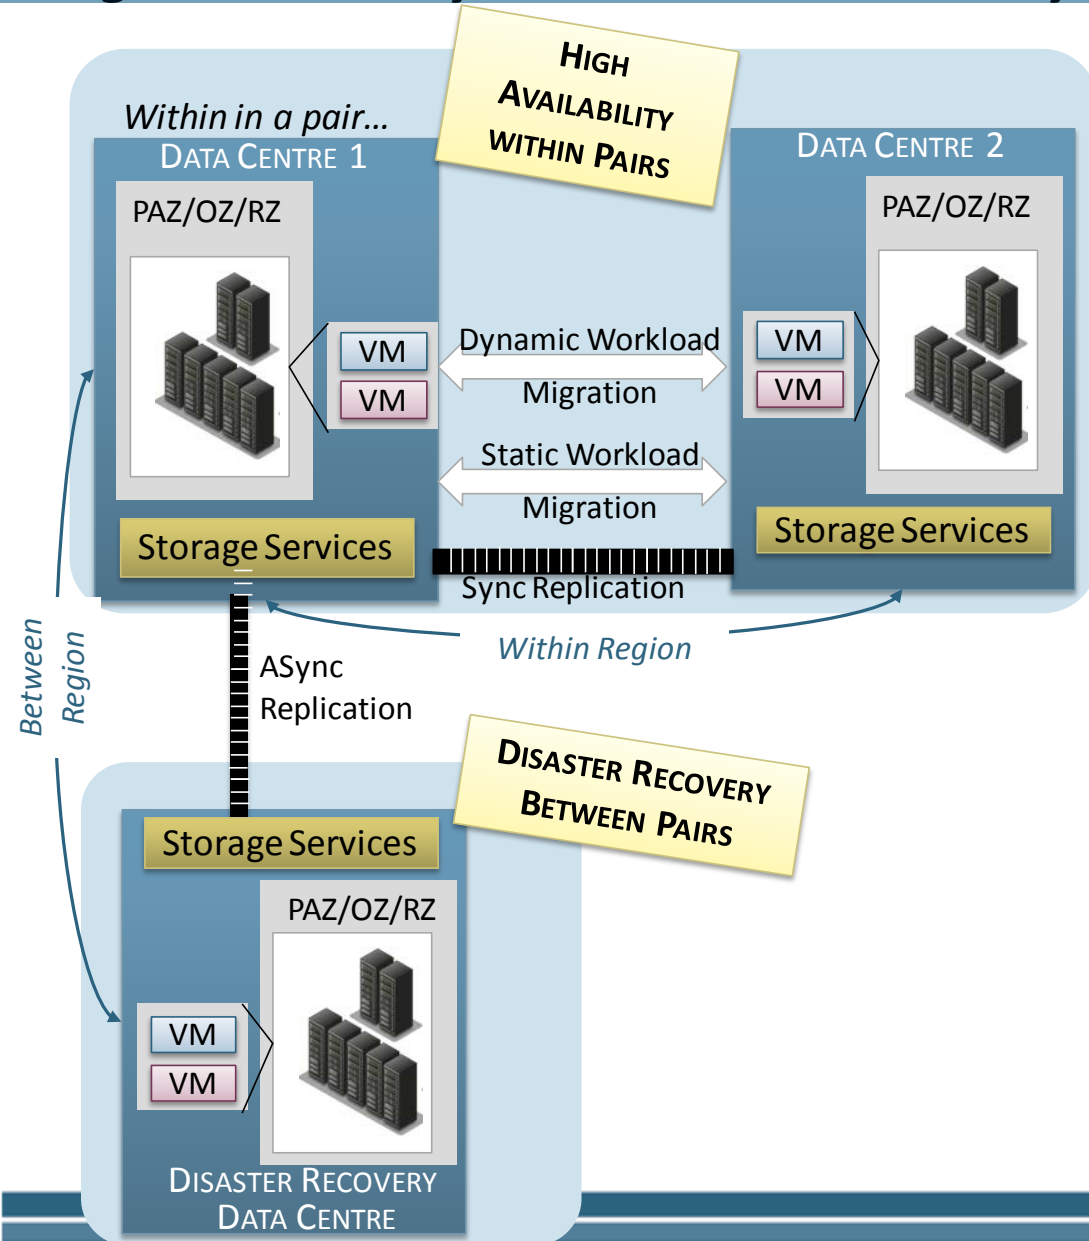 HIGH
AVAILABILITY
WITHIN PAIRS
Within in a pair...
DATA CENTRE 1
DATA CENTRE 2
PAZ/OZ/RZ
PAZ/OZ/RZ
VM
VM
Dynamic Workload
Migration
VM
VM
Static Workload
Migration
Storage Services
Storage Services
Sync Replication
Within Region
Between
Region
ASync
Replication
DISASTER RECOVERY
BETWEEN PAIRS
Storage Services
PAZ/OZ/RZ
VM
VM
DISASTER RECOVERY
DATA CENTRE